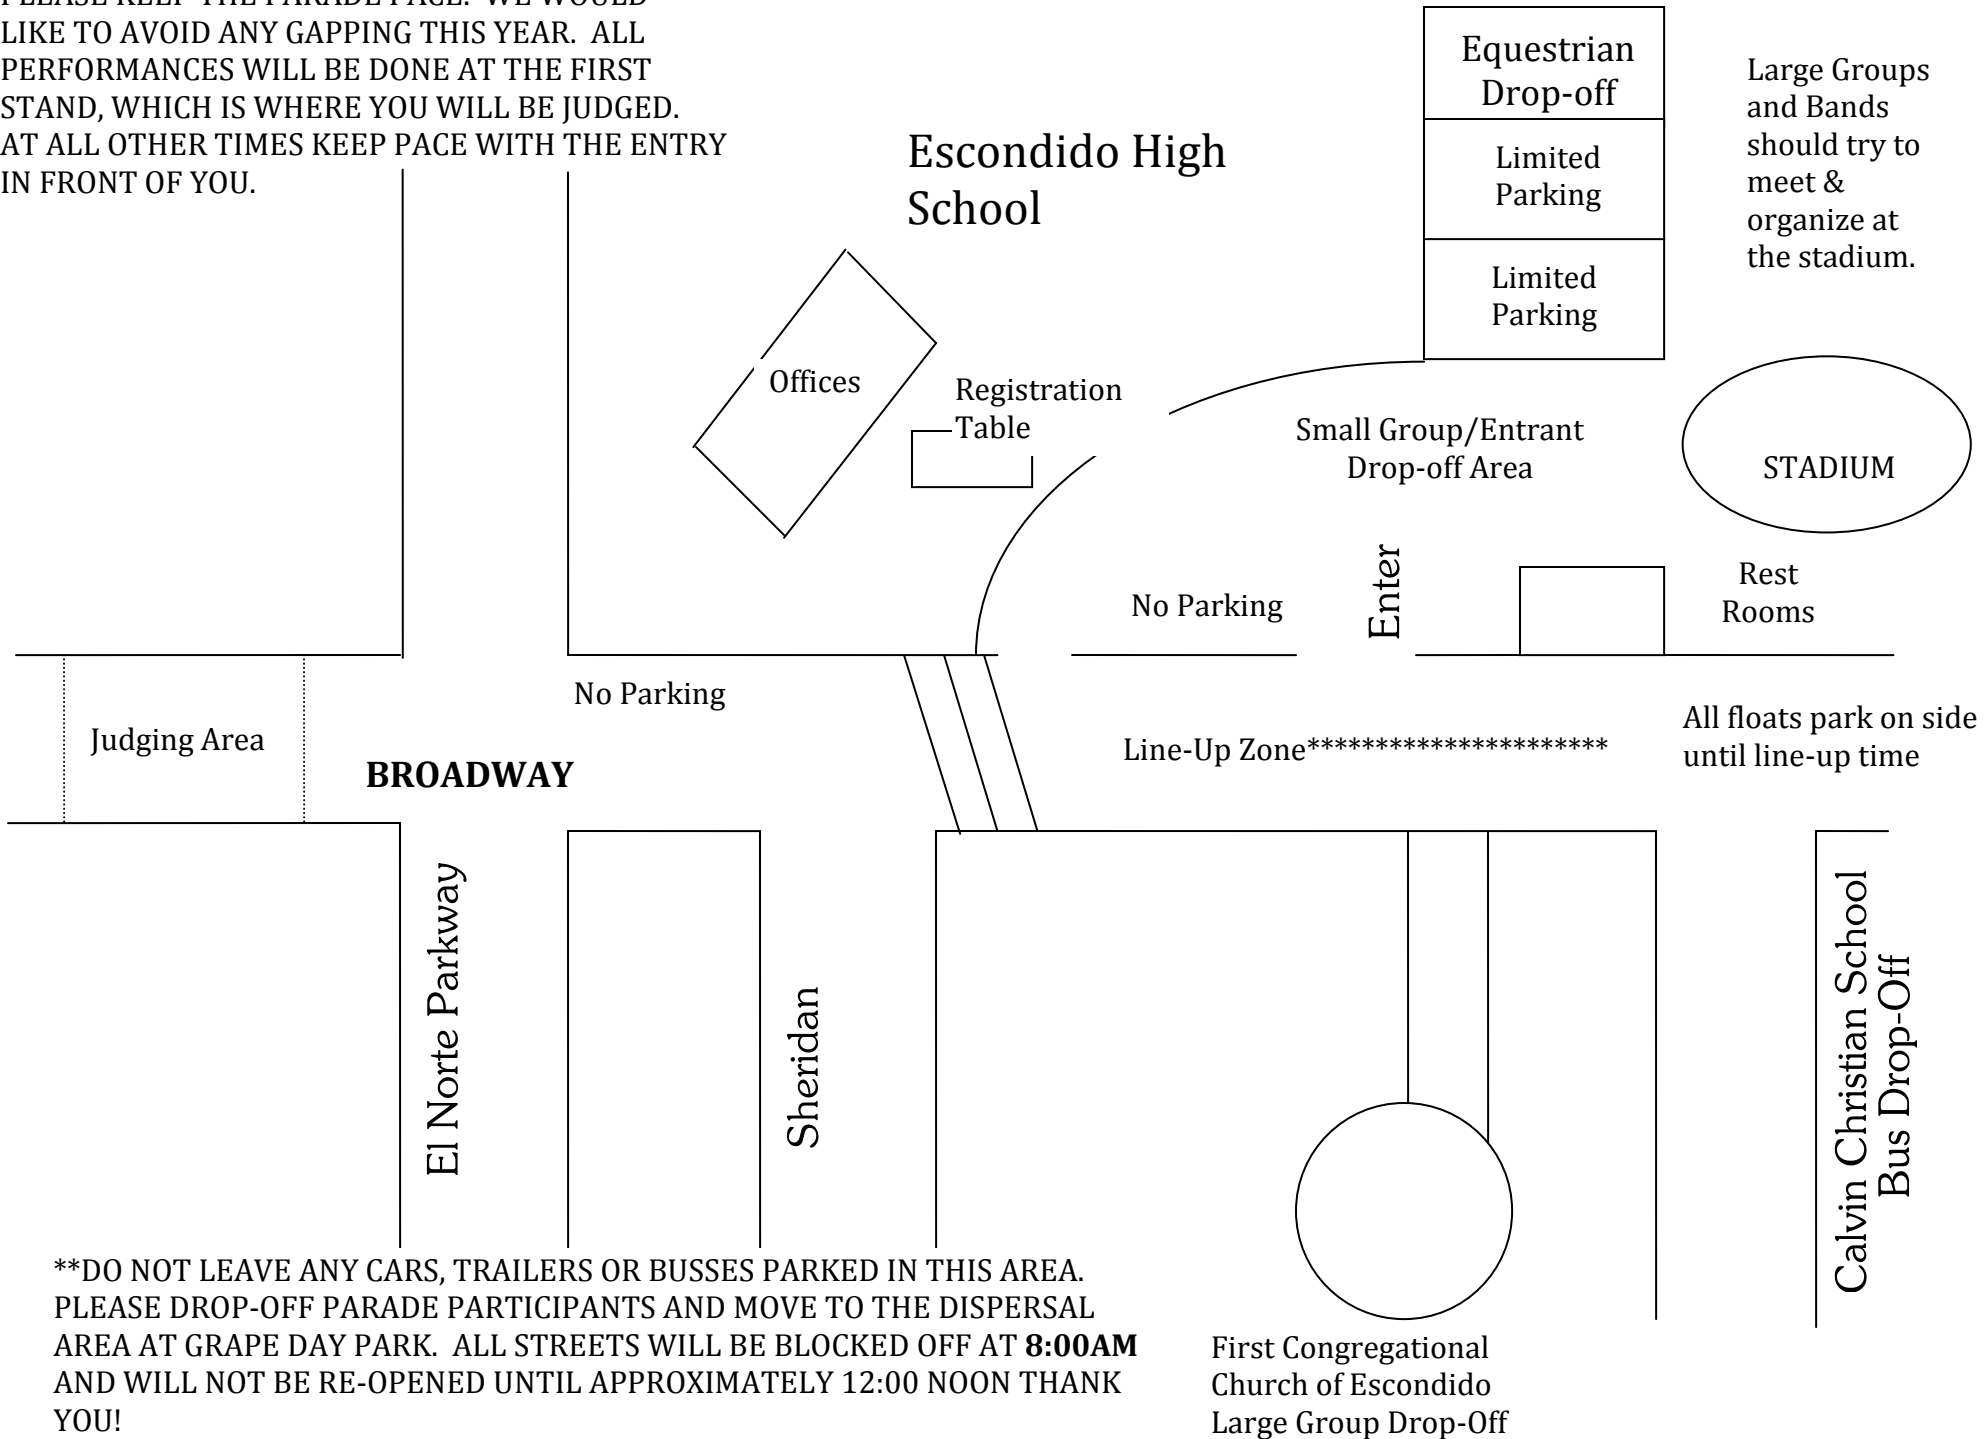 PLEASE KEEP THE PARADE PACE.  WE WOULD
LIKE TO AVOID ANY GAPPING THIS YEAR.  ALL
PERFORMANCES WILL BE DONE AT THE FIRST
STAND, WHICH IS WHERE YOU WILL BE JUDGED.
AT ALL OTHER TIMES KEEP PACE WITH THE ENTRY
IN FRONT OF YOU.
Escondido High
School
Equestrian
Drop-off
Limited
Parking
Limited
Parking
Large Groups
and Bands
should try to
meet &
organize at
the stadium.
Offices
Registration
Table
Small Group/Entrant
Drop-off Area
STADIUM
No Parking
Enter
Rest
Rooms
No Parking
Judging Area
BROADWAY
Line-Up Zone**********************
All floats park on side
until line-up time
El Norte Parkway
Sheridan
Calvin Christian School
Bus Drop-Off
**DO NOT LEAVE ANY CARS, TRAILERS OR BUSSES PARKED IN THIS AREA.
PLEASE DROP-OFF PARADE PARTICIPANTS AND MOVE TO THE DISPERSAL
AREA AT GRAPE DAY PARK.  ALL STREETS WILL BE BLOCKED OFF AT 8:00AM
AND WILL NOT BE RE-OPENED UNTIL APPROXIMATELY 12:00 NOON THANK
YOU!
First Congregational
Church of Escondido
Large Group Drop-Off